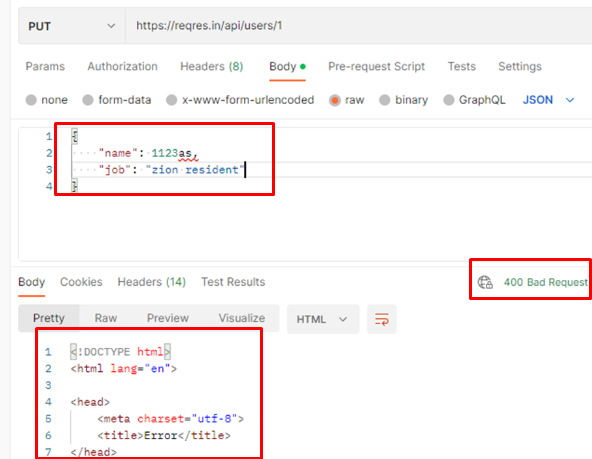 PUT https://reqres.in/api/users/1
Params Authorization Headers (8) Body Pre-request Script Tests Settings
none form-data x-www-form-urlencoded raw binary GraphQL JSON
1 {
2 "name": 1123as,
3 "job": "zion resident"
4 }
Body Cookies Headers (14) Test Results 400 Bad Request
Pretty Raw Preview Visualize HTML
1 <!DOCTYPE html>
2 <html lang="en">
3
4 <head>
5 <meta charset="utf-8">
6 <title>Error</title>
7 </head>